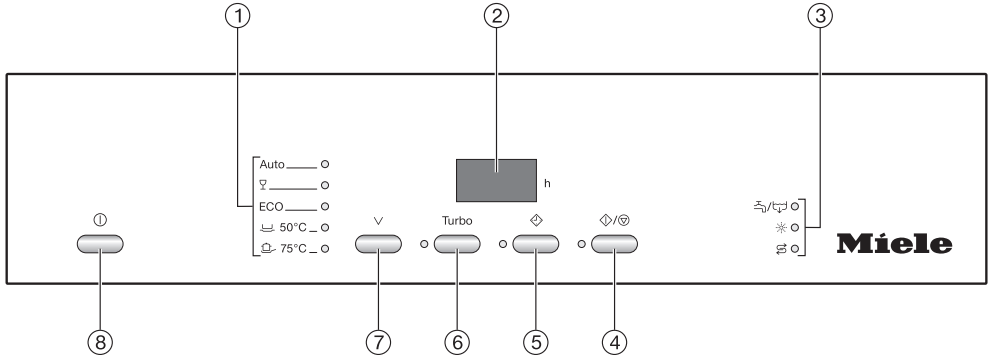 ① ② ③
Auto
ECO
50°C
75°C
h
Turbo
/
/
Miele
⑧ ⑦ ⑥ ⑤ ④